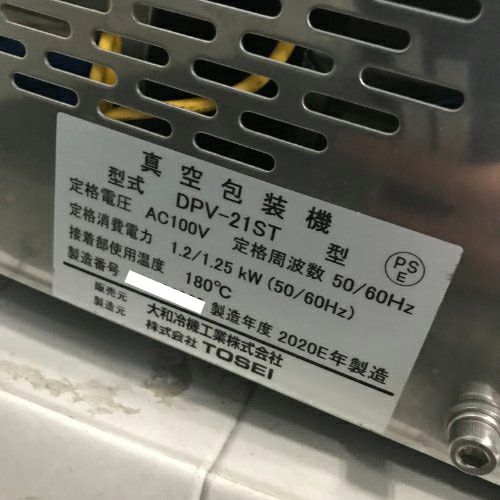 真空包装機
型式 DPV-21ST 型
定格電圧 AC100V 定格周波数 50/60Hz
定格消費電力 1.2/1.25 kW (50/60Hz)
接着部使用温度 180℃
製造番号 製造年度 2020E年製造
販売元 大和冷機工業株式会社
製造元 株式会社 TOSEI
PS
E